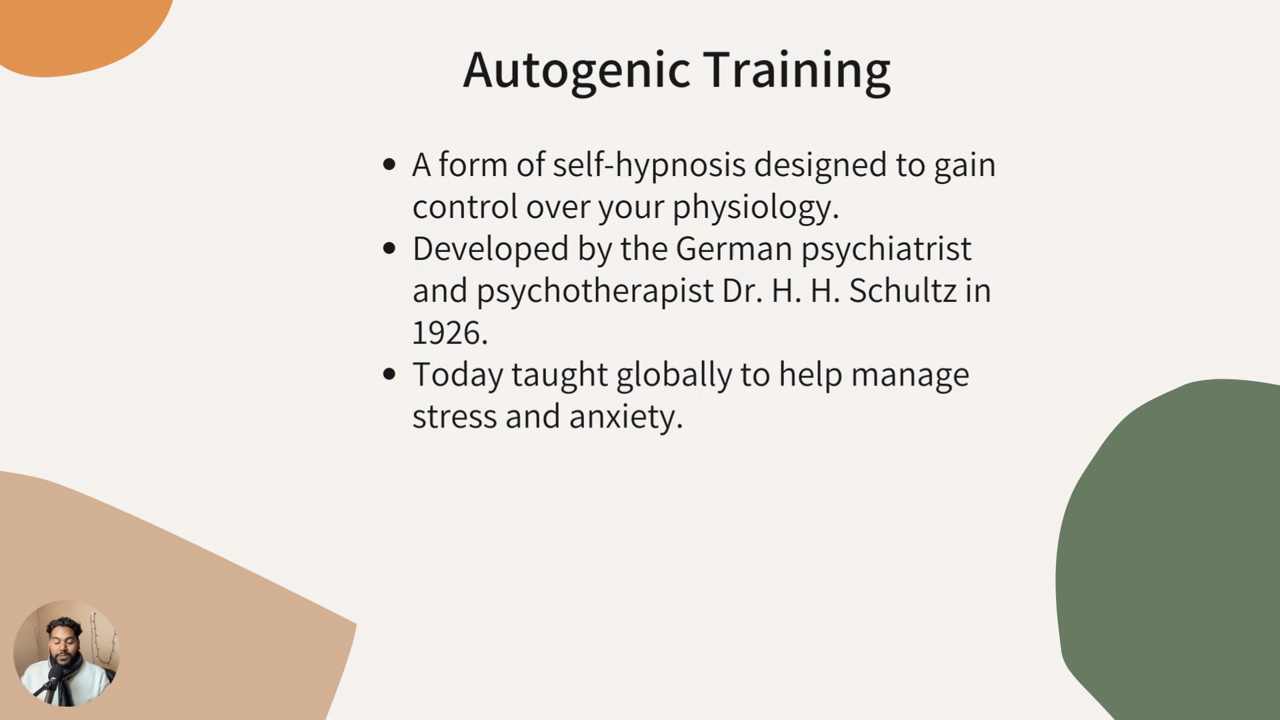 Autogenic Training
• A form of self-hypnosis designed to gain
control over your physiology.
• Developed by the German psychiatrist
and psychotherapist Dr. H. H. Schultz in
1926.
• Today taught globally to help manage
stress and anxiety.